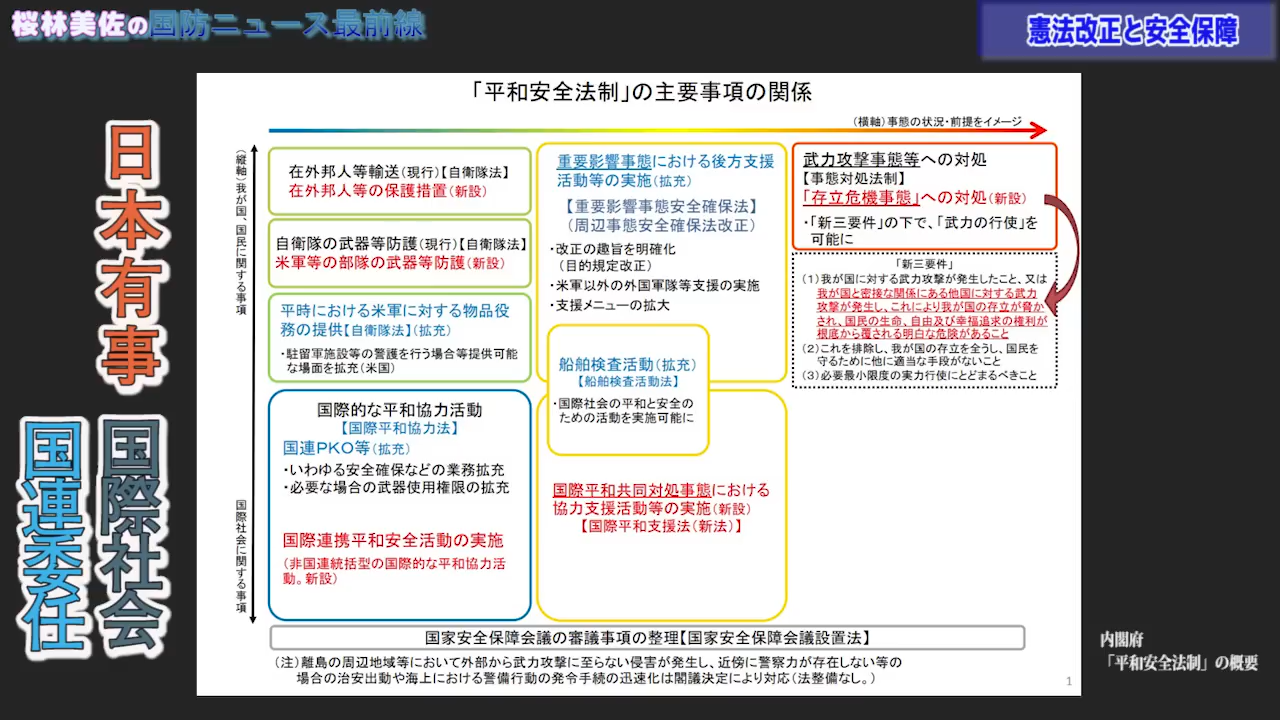 桜林美佐の国防ニュース最前線
憲法改正と安全保障
日本有事
国際社会
国連委任
「平和安全法制」の主要事項の関係
(横軸)事態の状況・前提をイメージ
(縦軸)我が国、国民に関する事項
国際社会に関する事項
在外邦人等輸送(現行)【自衛隊法】
在外邦人等の保護措置(新設)
自衛隊の武器等防護(現行)【自衛隊法】
米軍等の部隊の武器等防護(新設)
平時における米軍に対する物品役
務の提供【自衛隊法】(拡充)
・駐留軍施設等の警護を行う場合等提供可能
な場面を拡充(米国)
国際的な平和協力活動
【国際平和協力法】
国連PKO等(拡充)
・いわゆる安全確保などの業務拡充
・必要な場合の武器使用権限の拡充
国際連携平和安全活動の実施
(非国連統括型の国際的な平和協力活
動。新設)
重要影響事態における後方支援
活動等の実施(拡充)
【重要影響事態安全確保法】
(周辺事態安全確保法改正)
・改正の趣旨を明確化
(目的規定改正)
・米軍以外の外国軍隊等支援の実施
・支援メニューの拡大
船舶検査活動(拡充)
【船舶検査活動法】
・国際社会の平和と安全の
ための活動を実施可能に
国際平和共同対処事態における
協力支援活動等の実施(新設)
【国際平和支援法(新法)】
武力攻撃事態等への対処
【事態対処法制】
「存立危機事態」への対処(新設)
・「新三要件」の下で、「武力の行使」を
可能に
「新三要件」
(1)我が国に対する武力攻撃が発生したこと、又は
我が国と密接な関係にある他国に対する武力
攻撃が発生し、これにより我が国の存立が脅か
され、国民の生命、自由及び幸福追求の権利が
根底から覆される明白な危険があること
(2)これを排除し、我が国の存立を全うし、国民を
守るために他に適当な手段がないこと
(3)必要最小限度の実力行使にとどまるべきこと
国家安全保障会議の審議事項の整理【国家安全保障会議設置法】
(注)離島の周辺地域等において外部から武力攻撃に至らない侵害が発生し、近傍に警察力が存在しない等の
場合の治安出動や海上における警備行動の発令手続の迅速化は閣議決定により対応(法整備なし。)
1
内閣府
「平和安全法制」の概要